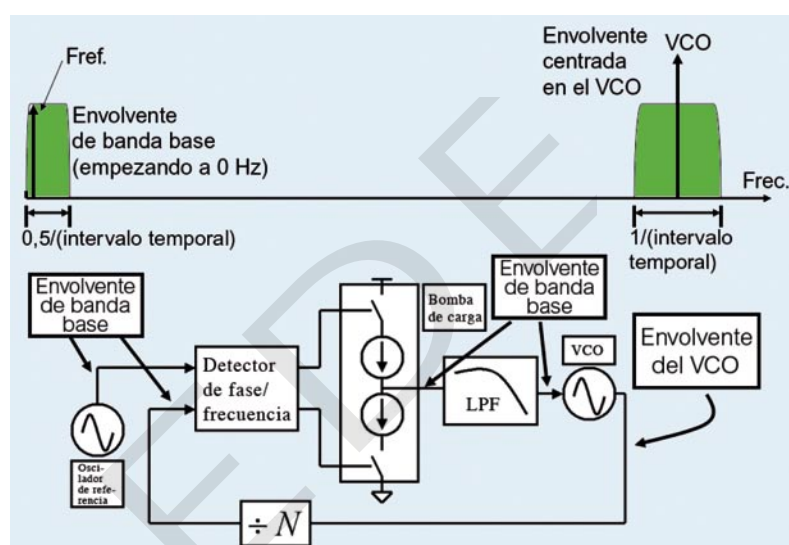 Fref.
Envolvente
de banda base
(empezando a 0 Hz)
0,5/(intervalo temporal)
Envolvente
centrada
en el VCO
VCO
Frec.
1/(intervalo
temporal)
Envolvente
de banda
base
Detector
de fase/
frecuencia
Bomba
de carga
Envolvente
de banda
base
LPF
VCO
Envolvente
del VCO
Osci-
lador
de refe-
rencia
÷ N
EDE